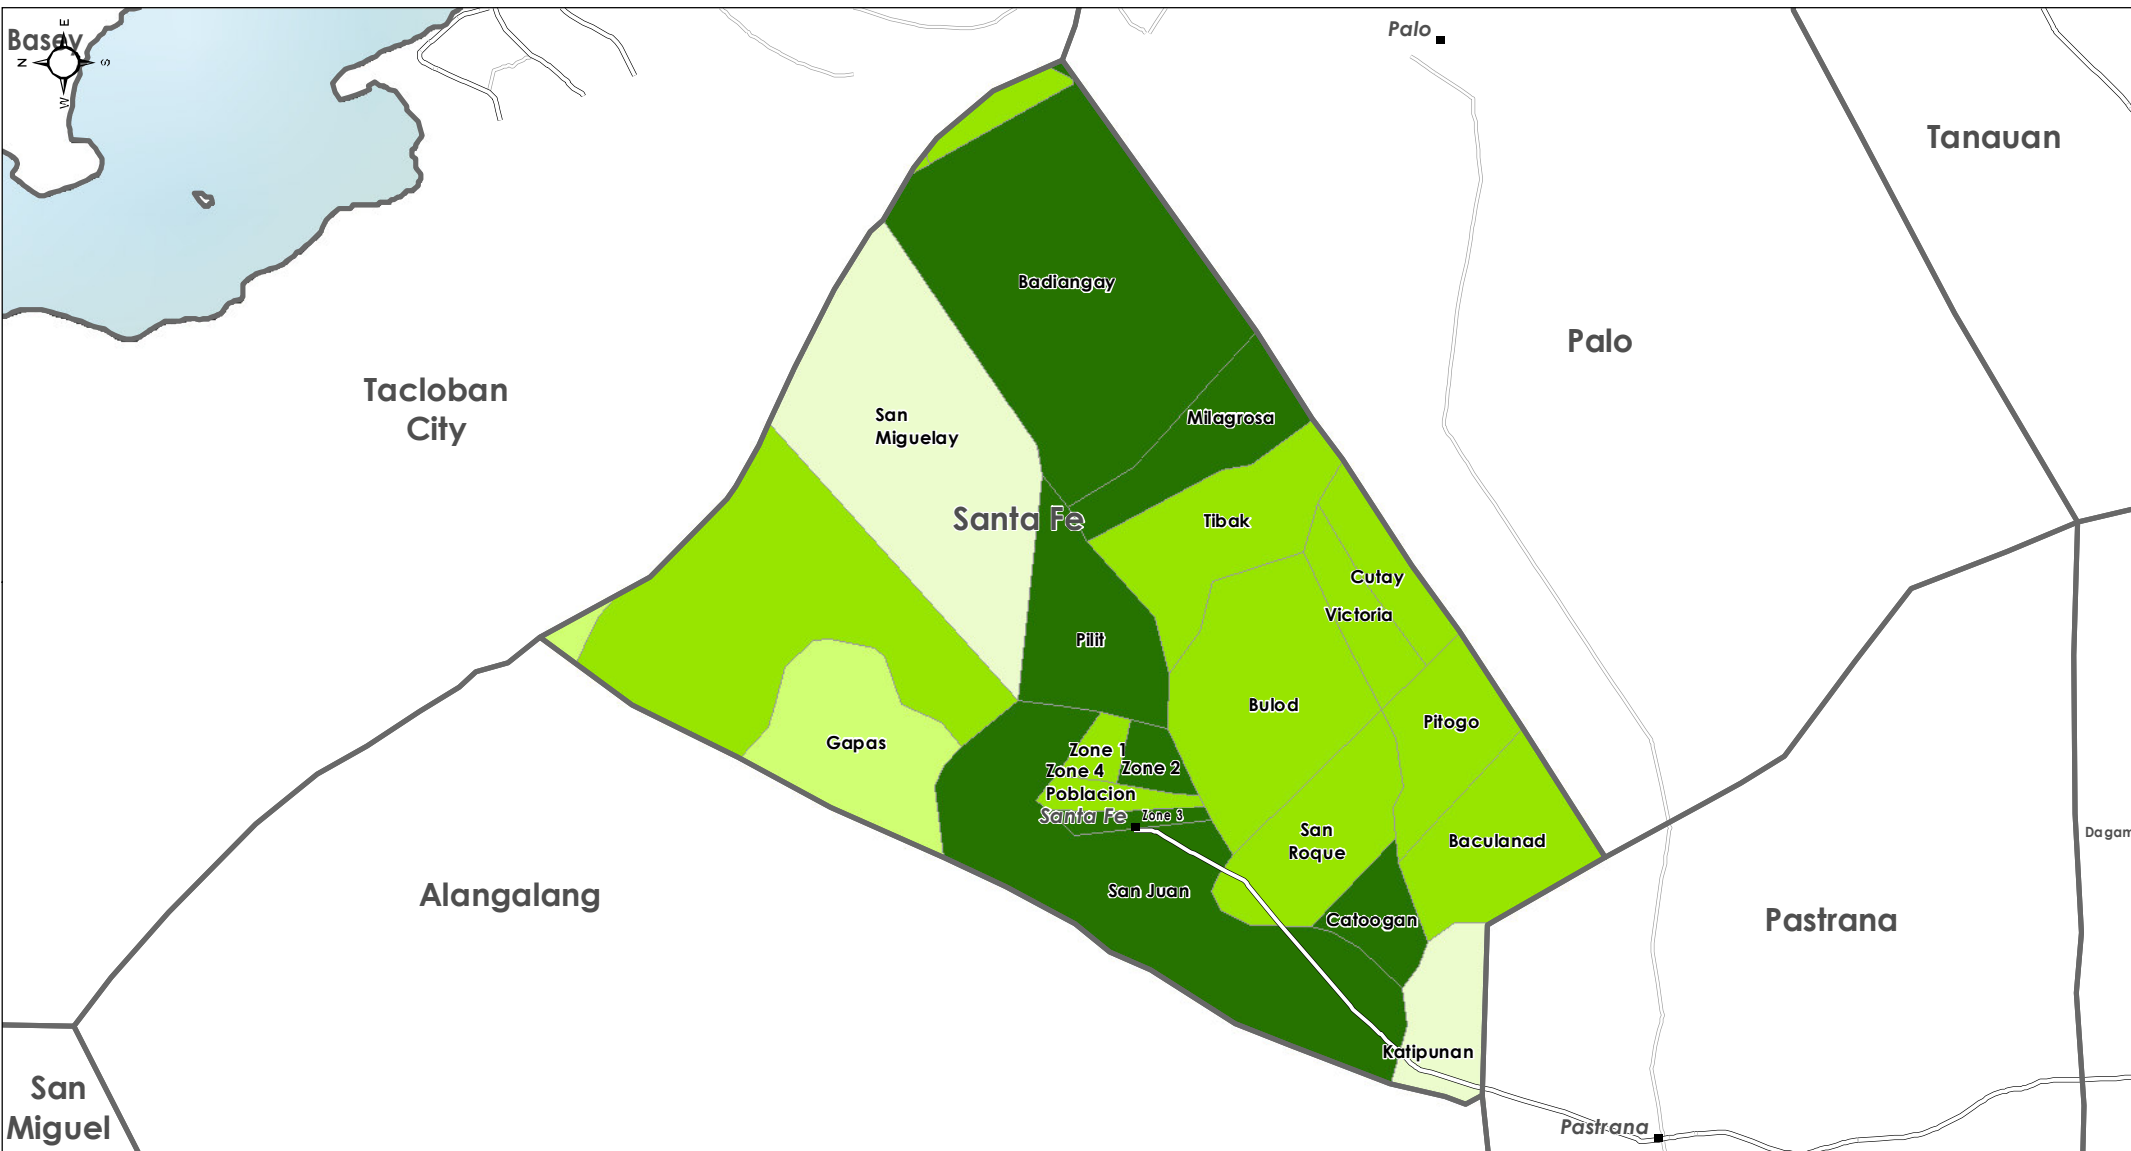 Basey
E
N
S
W
Palo
Tanauan
Badiangay
Palo
Tacloban
City
San
Miguelay
Milagrosa
Santa Fe
Tibak
Cutay
Victoria
Pilit
Bulod
Pitogo
Gapas
Zone 1
Zone 4
Zone 2
Poblacion
Santa Fe
Zone 3
San
Roque
Baculanad
Dagam
Alangalang
San Juan
Catoogan
Pastrana
Katipunan
San
Miguel
Pastrana